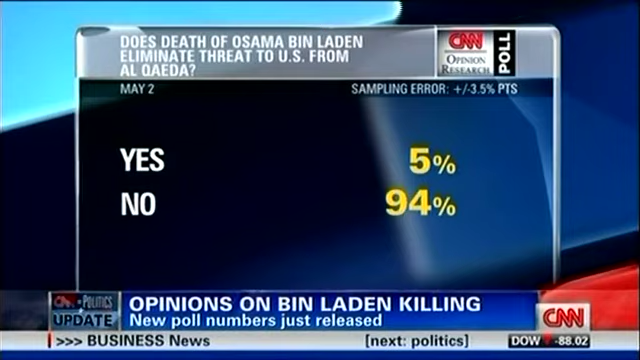 DOES DEATH OF OSAMA BIN LADEN
ELIMINATE THREAT TO U.S. FROM
AL QAEDA?
CNN
OPINION
RESEARCH
POLL
MAY 2
SAMPLING ERROR: +/-3.5% PTS
YES 5%
NO 94%
CNN POLITICS
UPDATE
OPINIONS ON BIN LADEN KILLING
New poll numbers just released
CNN
>>> BUSINESS News [next: politics] DOW -88.02